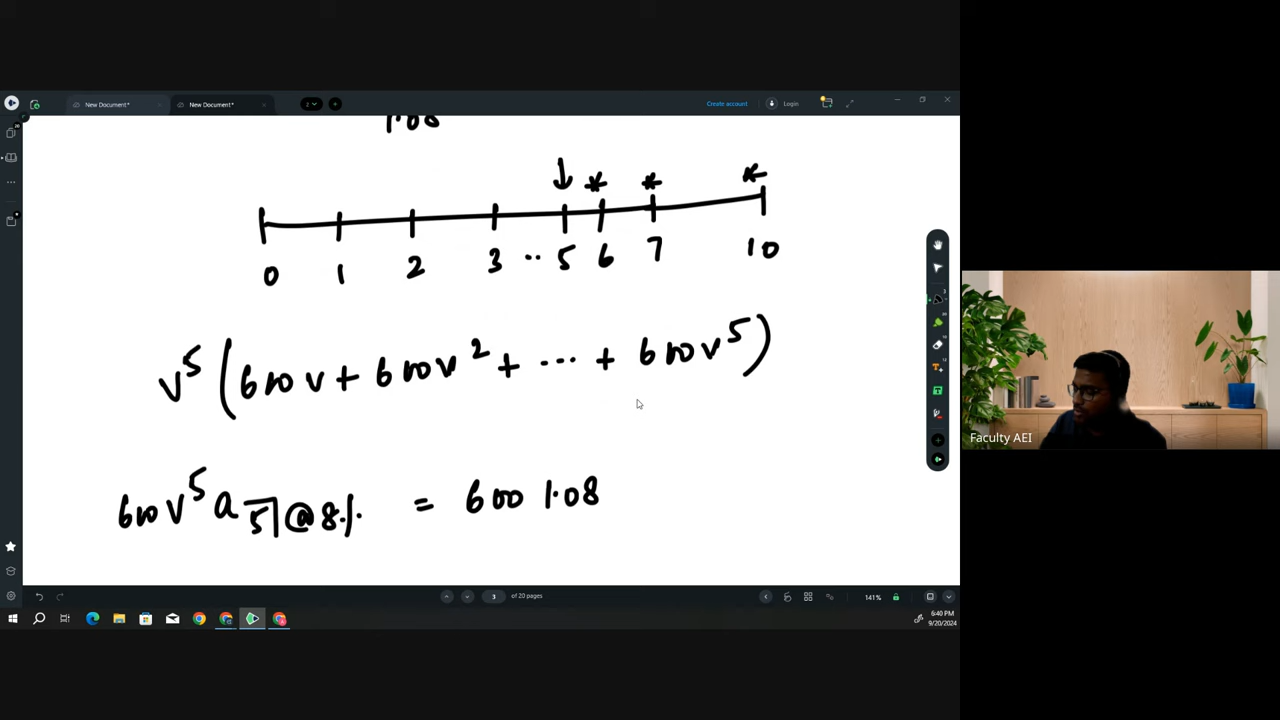 New Document*
New Document*
2
Create account
Login
1.08
0 1 2 3 .. 5 6 7 10
v^5 (600v + 600v^2 + ... + 600v^5)
600v^5 a_5⌉ @8% = 600 1.08
3 of 20 pages
141%
6:40 PM
9/20/2024
Faculty AEI